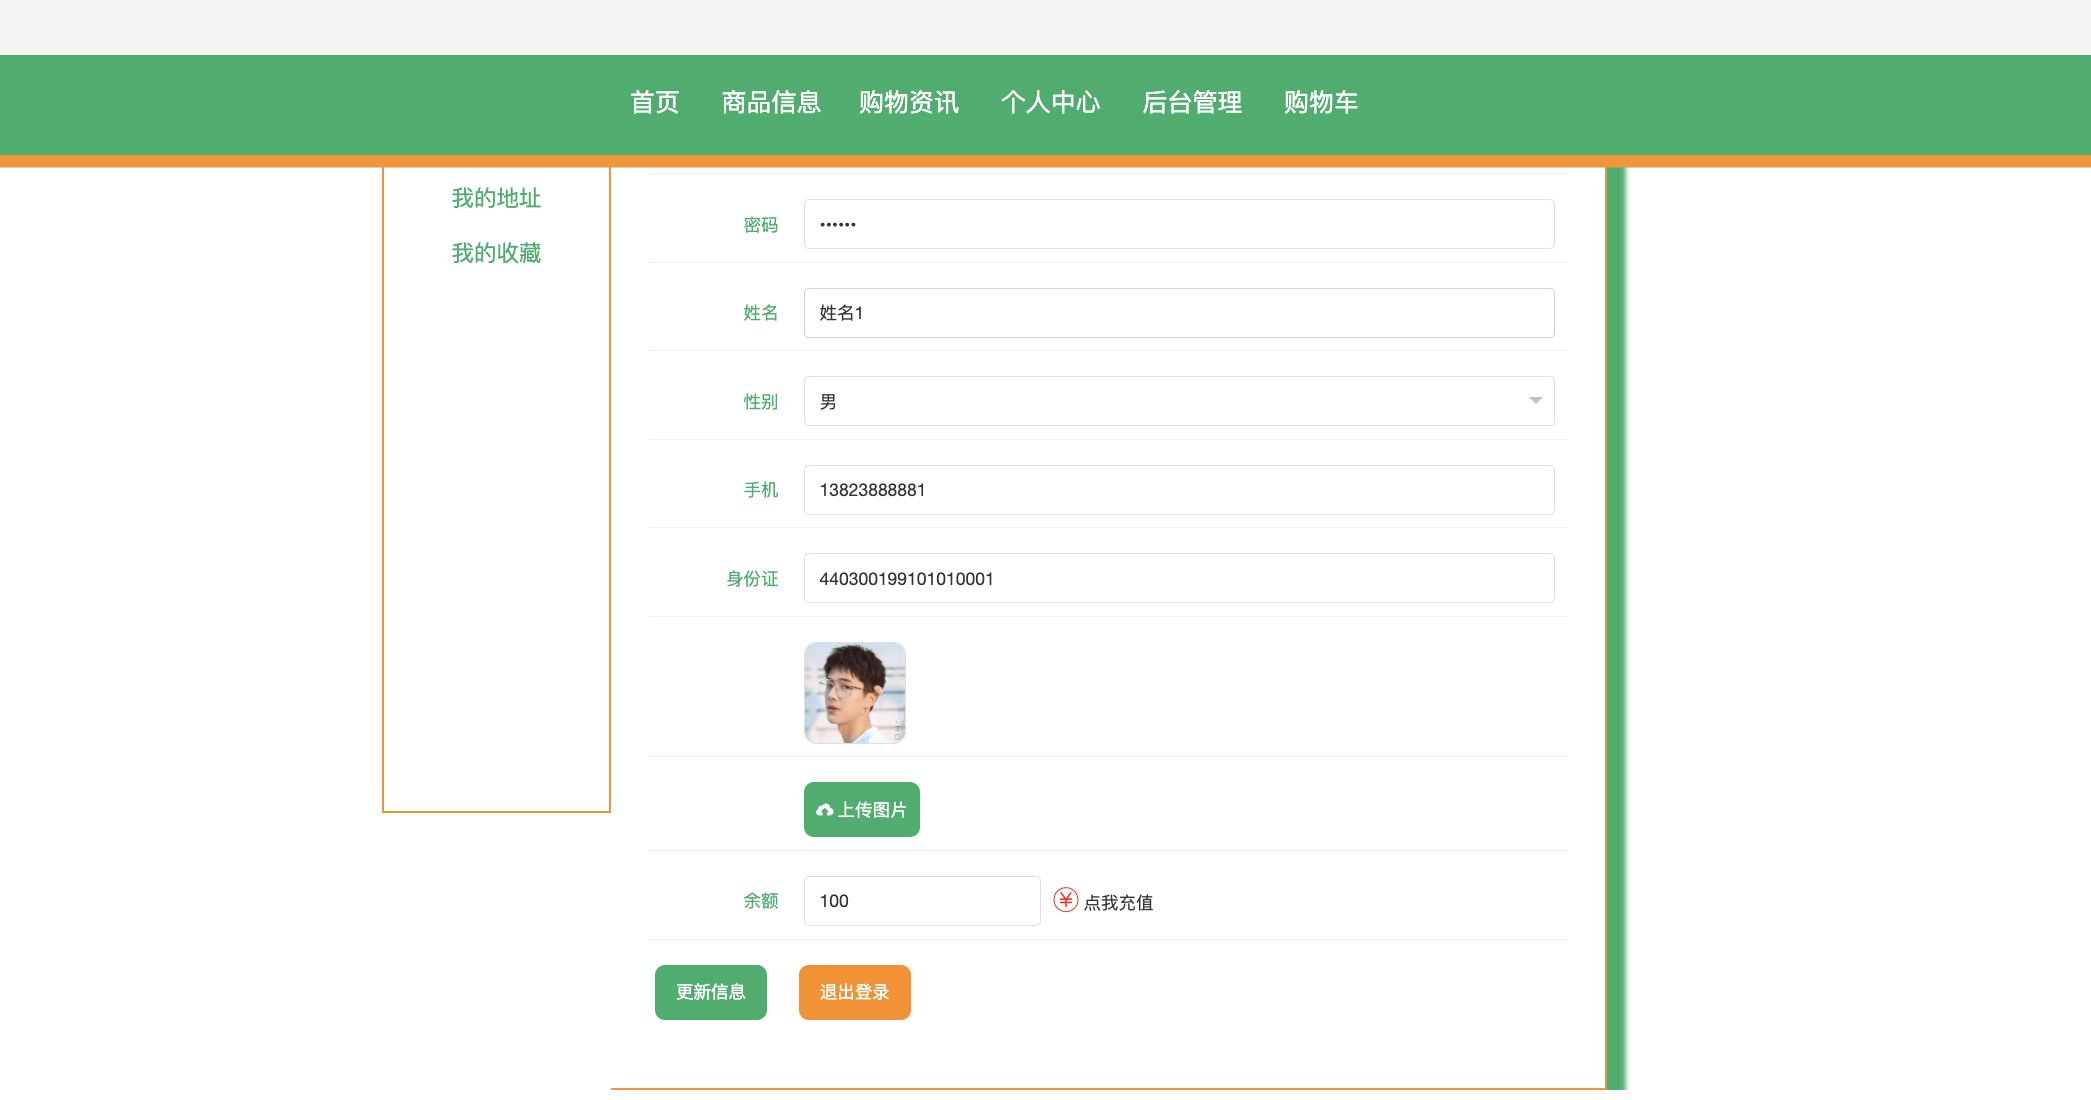 首页 商品信息 购物资讯 个人中心 后台管理 购物车
我的地址
我的收藏
密码 ••••••
姓名 姓名1
性别 男
手机 13823888881
身份证 440300199101010001
上传图片
余额 100 ¥ 点我充值
更新信息 退出登录